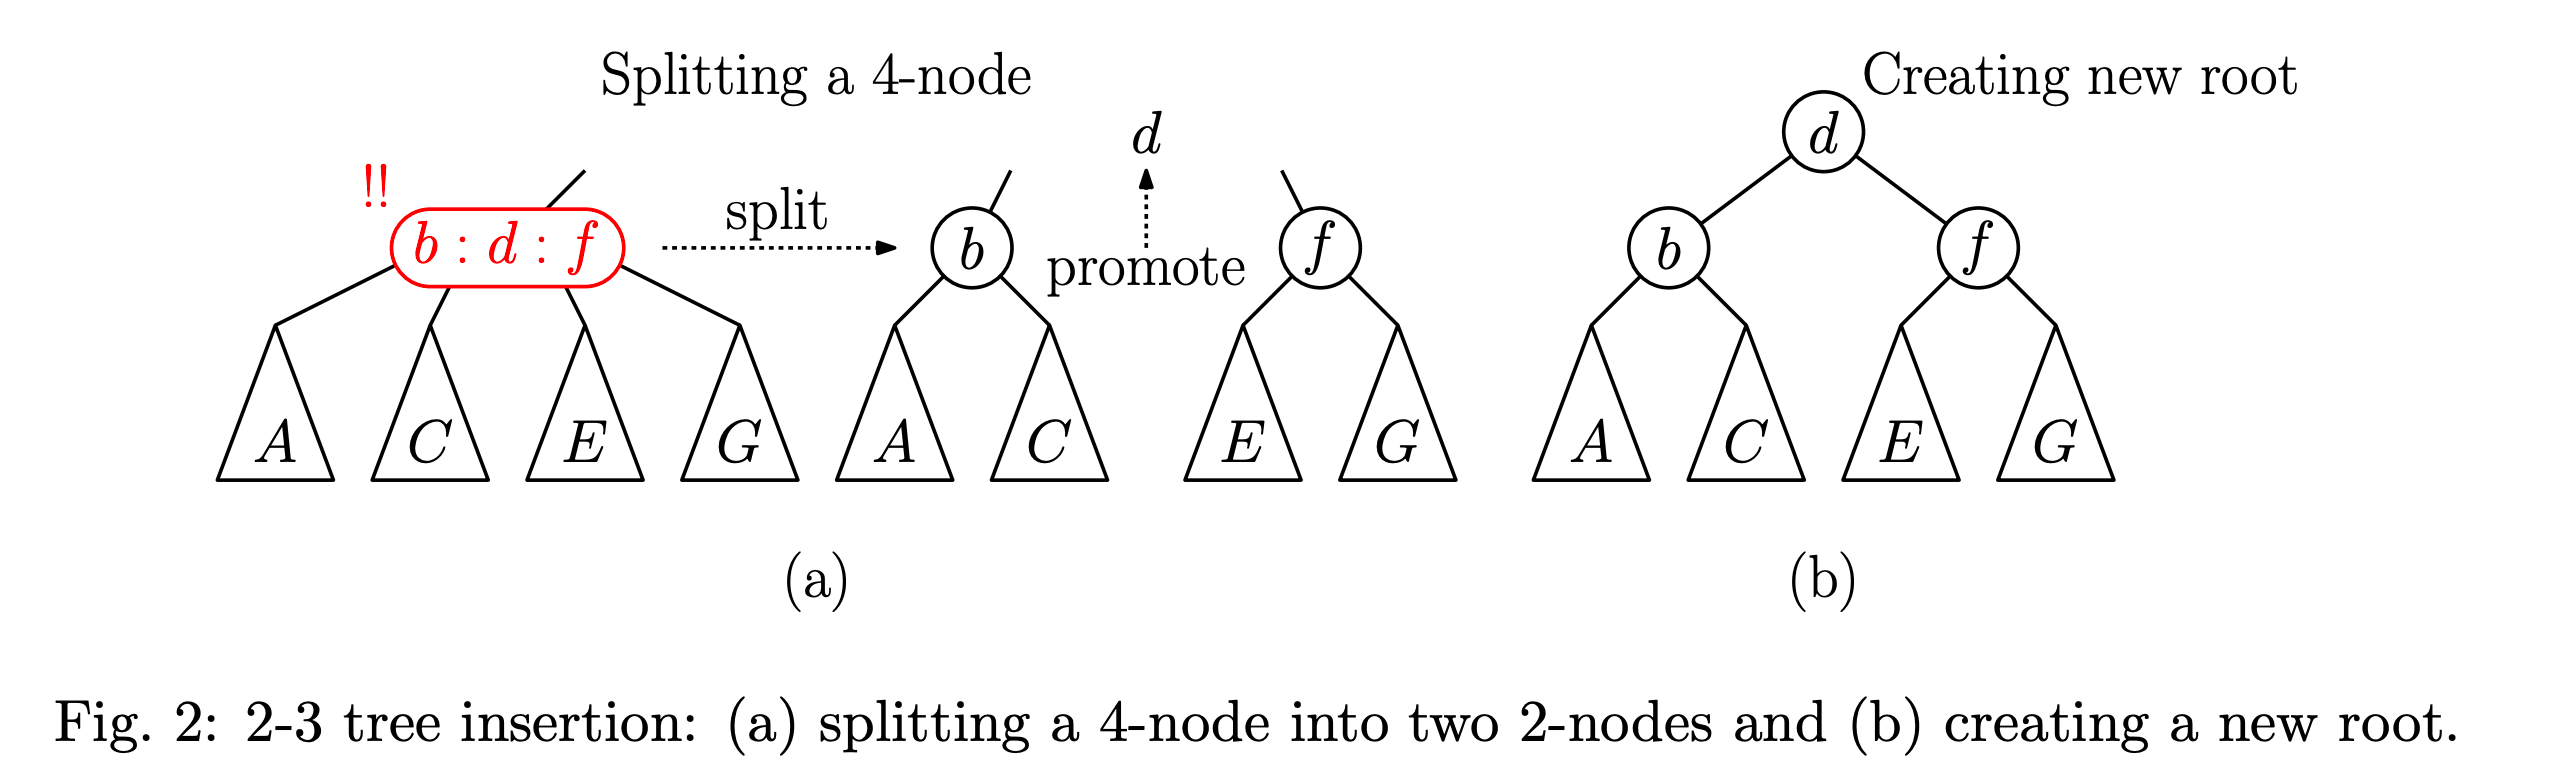 Splitting a 4-node
Creating new root
!!
b : d : f
split
b
d
promote
f
d
b
f
A
C
E
G
A
C
E
G
A
C
E
G
(a)
(b)
Fig. 2: 2-3 tree insertion: (a) splitting a 4-node into two 2-nodes and (b) creating a new root.